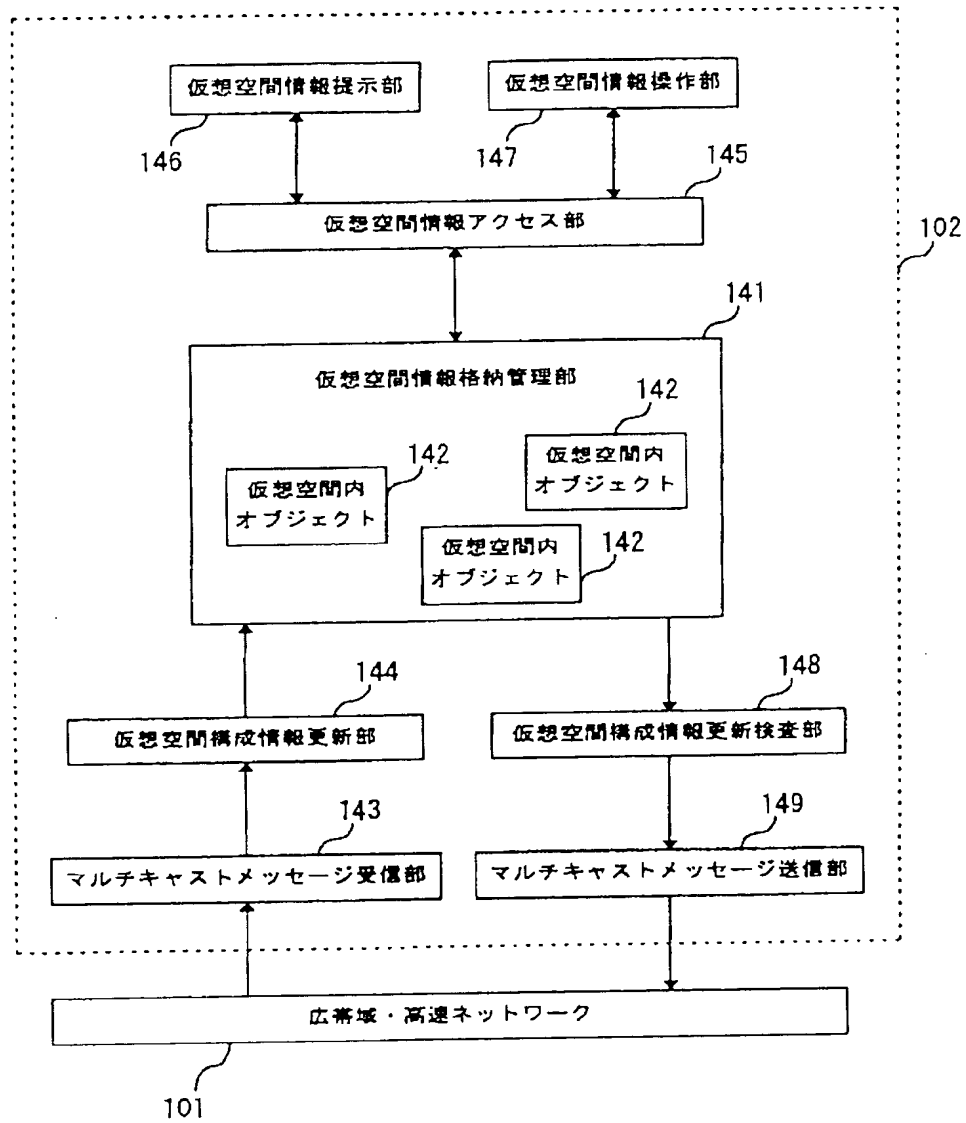 仮想空間情報提示部
仮想空間情報操作部
146
147
145
仮想空間情報アクセス部
102
141
仮想空間情報格納管理部
142
仮想空間内
オブジェクト
142
仮想空間内
オブジェクト
仮想空間内
オブジェクト
142
144
148
仮想空間構成情報更新部
仮想空間構成情報更新検査部
143
149
マルチキャストメッセージ受信部
マルチキャストメッセージ送信部
広帯域・高速ネットワーク
101